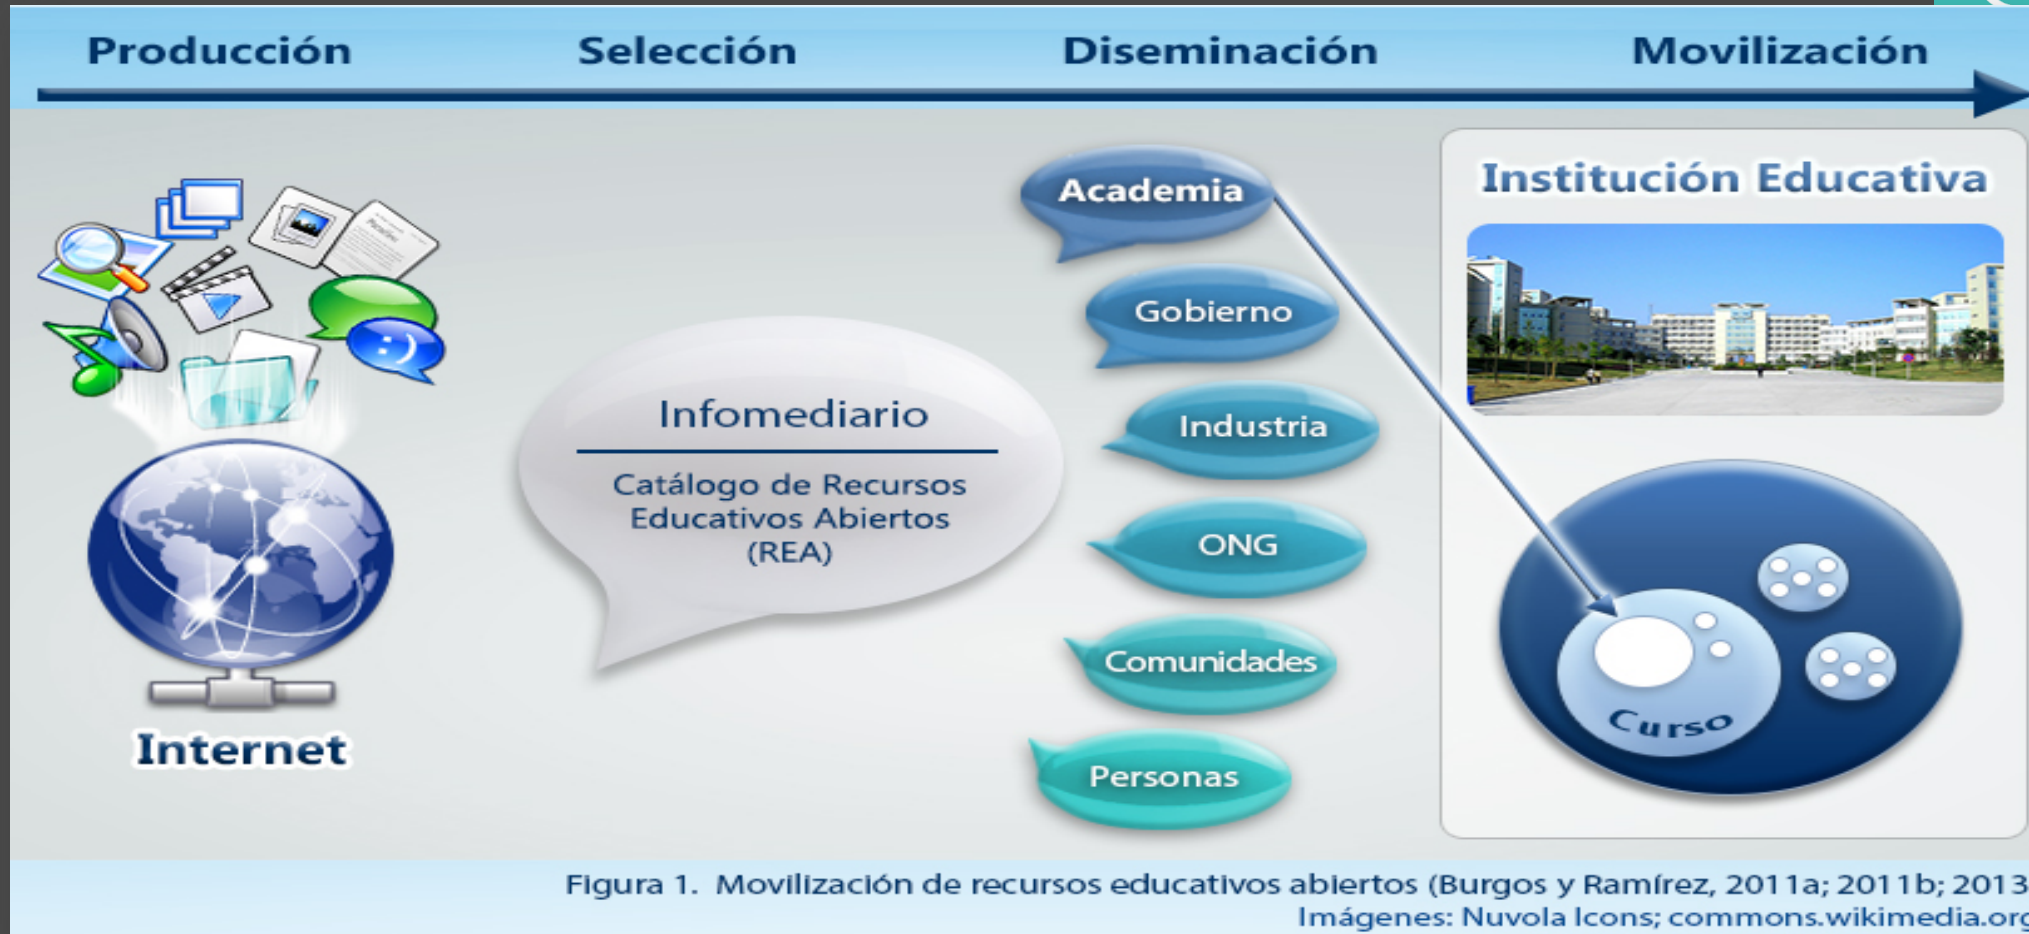 Producción
Selección
Diseminación
Movilización
Internet
Infomediario
Catálogo de Recursos
Educativos Abiertos
(REA)
Academia
Gobierno
Industria
ONG
Comunidades
Personas
Institución Educativa
Curso
Figura 1. Movilización de recursos educativos abiertos (Burgos y Ramírez, 2011a; 2011b; 2013
Imágenes: Nuvola Icons; commons.wikimedia.org